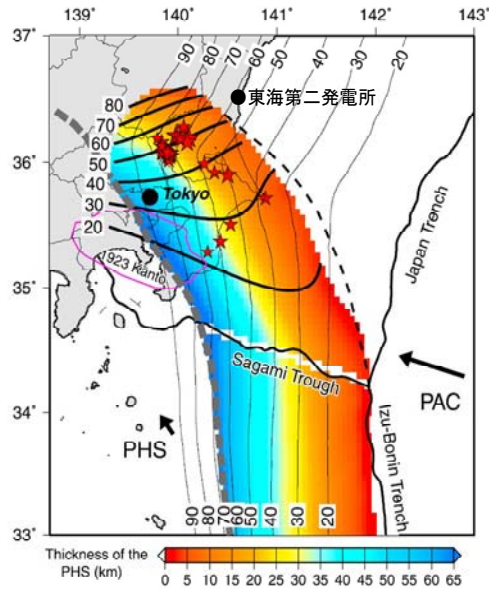 139° 140° 141° 142° 143°
37°
36°
35°
34°
33°
90 80 70 60 50 40 30 20
80
70
60
50
40
30
20
東海第二発電所
Tokyo
1923 Kanto
Japan Trench
Sagami Trough
PAC
PHS
Izu-Bonin Trench
90 80 70 60 50 40 30 20
Thickness of the
PHS (km)
0 5 10 15 20 25 30 35 40 45 50 55 60 65